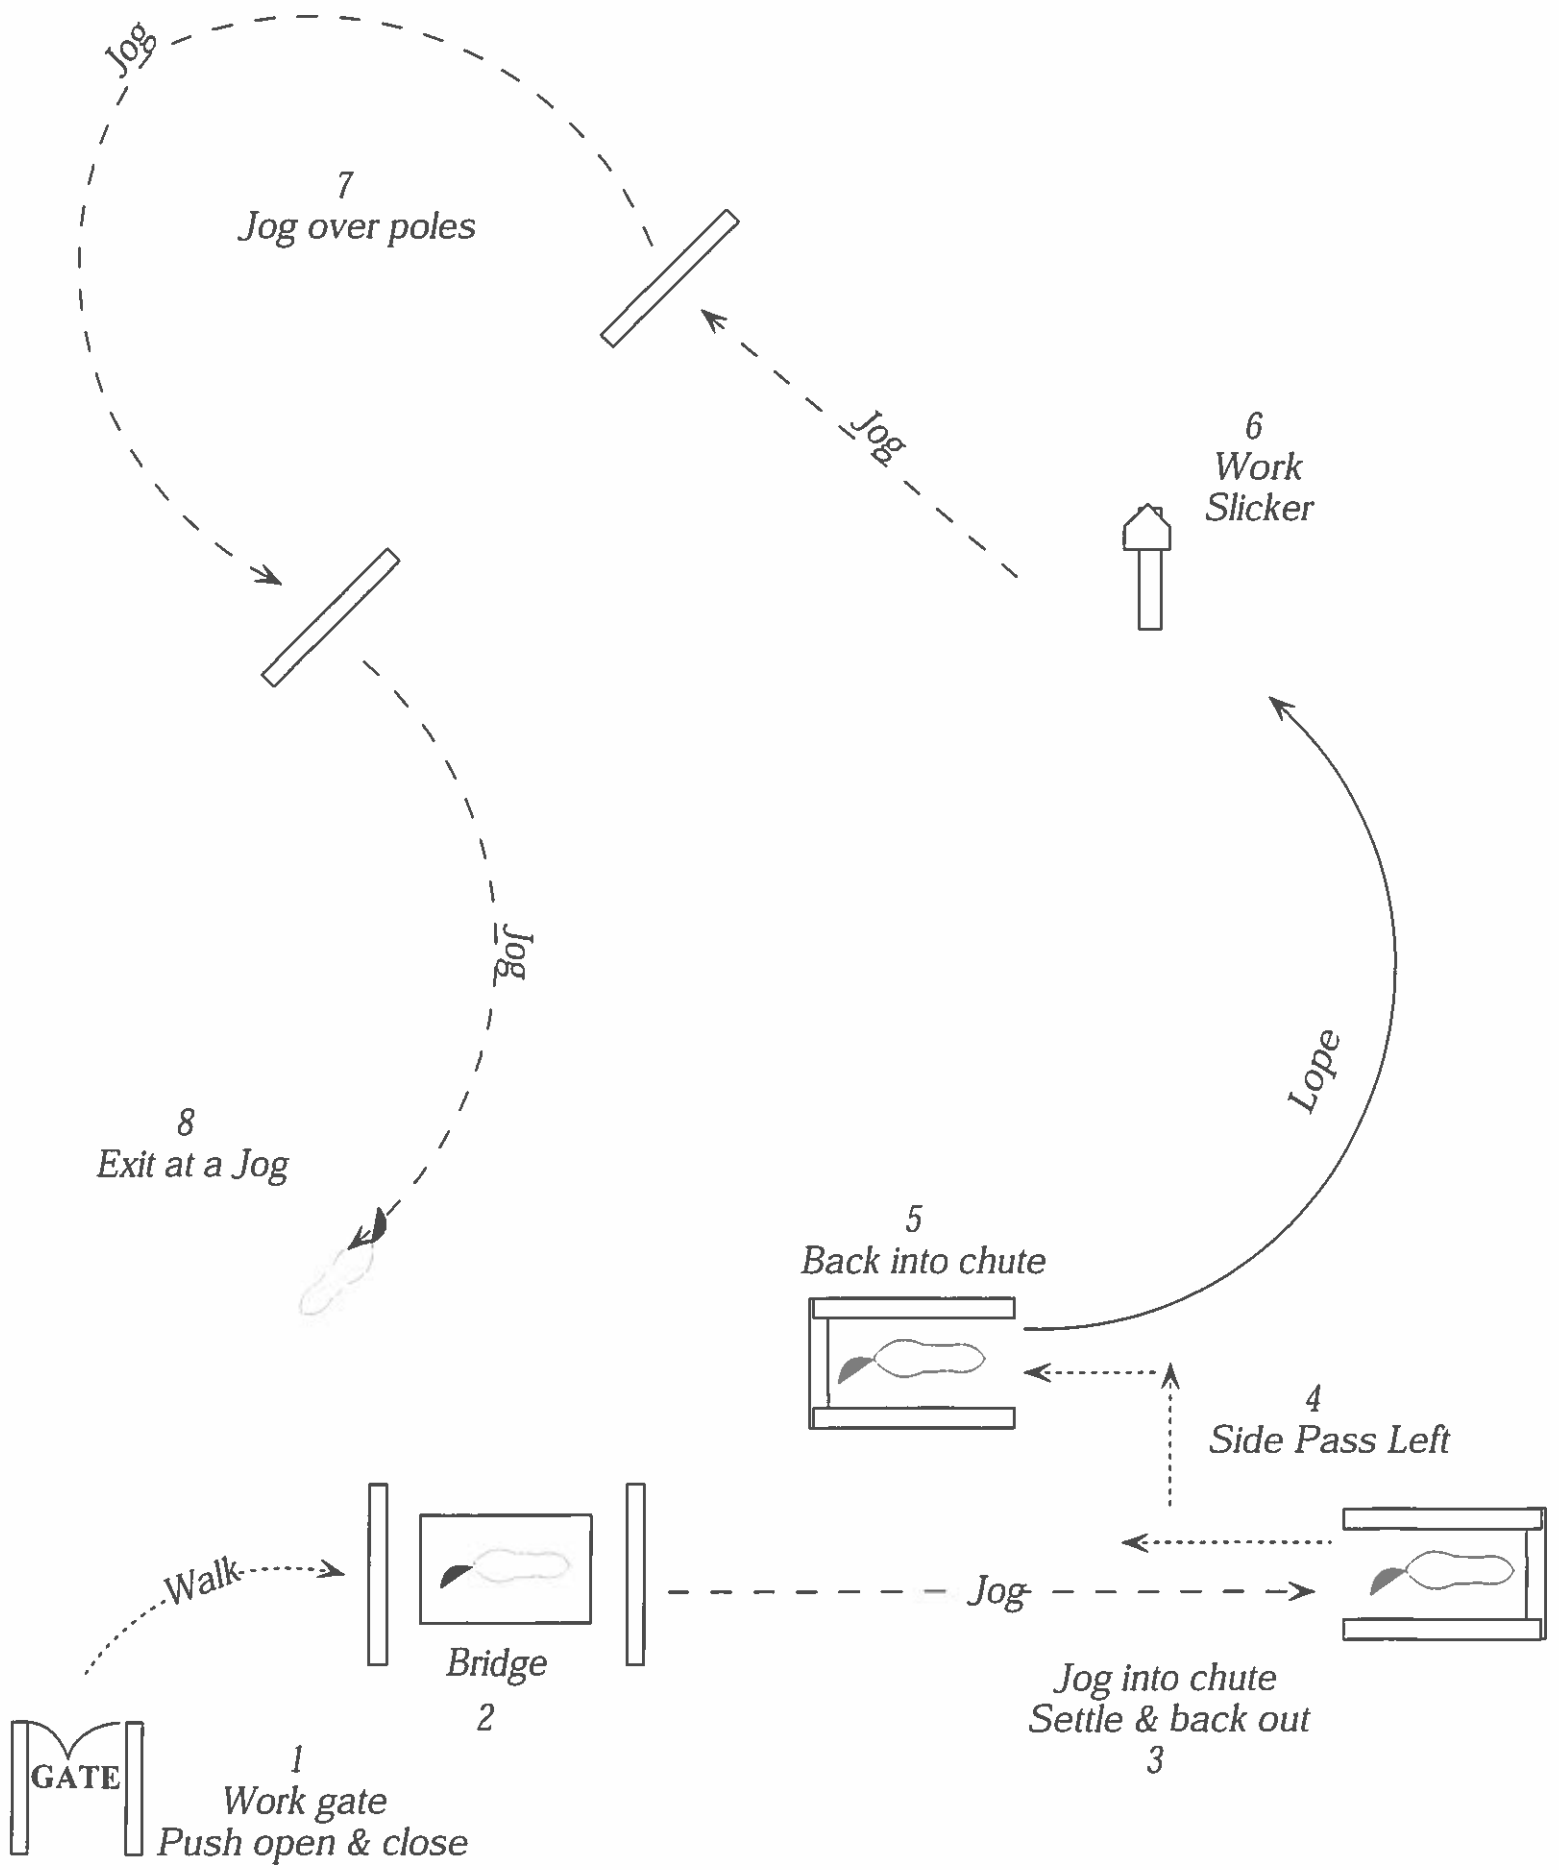 Jog
7
Jog over poles
Jog
6
Work
Slicker
Jog
Lope
8
Exit at a Jog
5
Back into chute
4
Side Pass Left
Walk
Jog
Bridge
2
Jog into chute
Settle & back out
3
GATE
1
Work gate
Push open & close